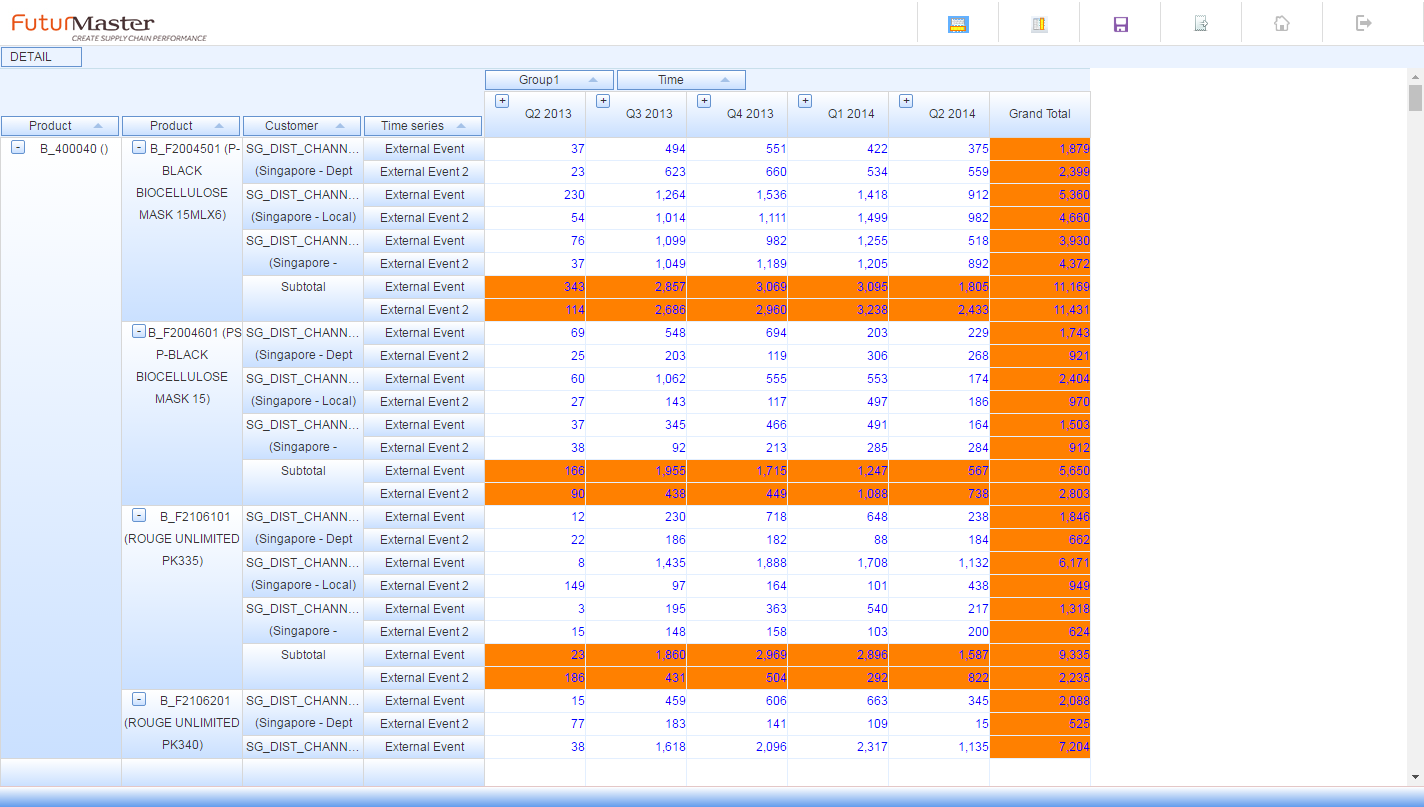 FuturMaster
CREATE SUPPLY CHAIN PERFORMANCE
DETAIL
Group1 Time
+ Q2 2013 + Q3 2013 + Q4 2013 + Q1 2014 + Q2 2014 Grand Total
Product Product Customer Time series
- B_400040 () - B_F2004501 (P- SG_DIST_CHANN... External Event 37 494 551 422 375 1,879
BLACK (Singapore - Dept External Event 2 23 623 660 534 559 2,399
BIOCELLULOSE SG_DIST_CHANN... External Event 230 1,264 1,536 1,418 912 5,360
MASK 15MLX6) (Singapore - Local) External Event 2 54 1,014 1,111 1,499 982 4,660
SG_DIST_CHANN... External Event 76 1,099 982 1,255 518 3,930
(Singapore - External Event 2 37 1,049 1,189 1,205 892 4,372
Subtotal External Event 343 2,857 3,069 3,095 1,805 11,169
External Event 2 114 2,686 2,960 3,238 2,433 11,431
- B_F2004601 (PS SG_DIST_CHANN... External Event 69 548 694 203 229 1,743
P-BLACK (Singapore - Dept External Event 2 25 203 119 306 268 921
BIOCELLULOSE SG_DIST_CHANN... External Event 60 1,062 555 553 174 2,404
MASK 15) (Singapore - Local) External Event 2 27 143 117 497 186 970
SG_DIST_CHANN... External Event 37 345 466 491 164 1,503
(Singapore - External Event 2 38 92 213 285 284 912
Subtotal External Event 166 1,955 1,715 1,247 567 5,650
External Event 2 90 438 449 1,088 738 2,803
- B_F2106101 SG_DIST_CHANN... External Event 12 230 718 648 238 1,846
(ROUGE UNLIMITED (Singapore - Dept External Event 2 22 186 182 88 184 662
PK335) SG_DIST_CHANN... External Event 8 1,435 1,888 1,708 1,132 6,171
(Singapore - Local) External Event 2 149 97 164 101 438 949
SG_DIST_CHANN... External Event 3 195 363 540 217 1,318
(Singapore - External Event 2 15 148 158 103 200 624
Subtotal External Event 23 1,860 2,969 2,896 1,587 9,335
External Event 2 186 431 504 292 822 2,235
- B_F2106201 SG_DIST_CHANN... External Event 15 459 606 663 345 2,088
(ROUGE UNLIMITED (Singapore - Dept External Event 2 77 183 141 109 15 525
PK340) SG_DIST_CHANN... External Event 38 1,618 2,096 2,317 1,135 7,204